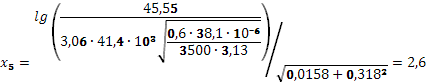 x₅ = lg(45,55 / (3,06 · 41,4 · 10³ √((0,6 · 38,1 · 10⁻⁶) / (3500 · 3,13)))) / √(0,0158 + 0,318²) = 2,6